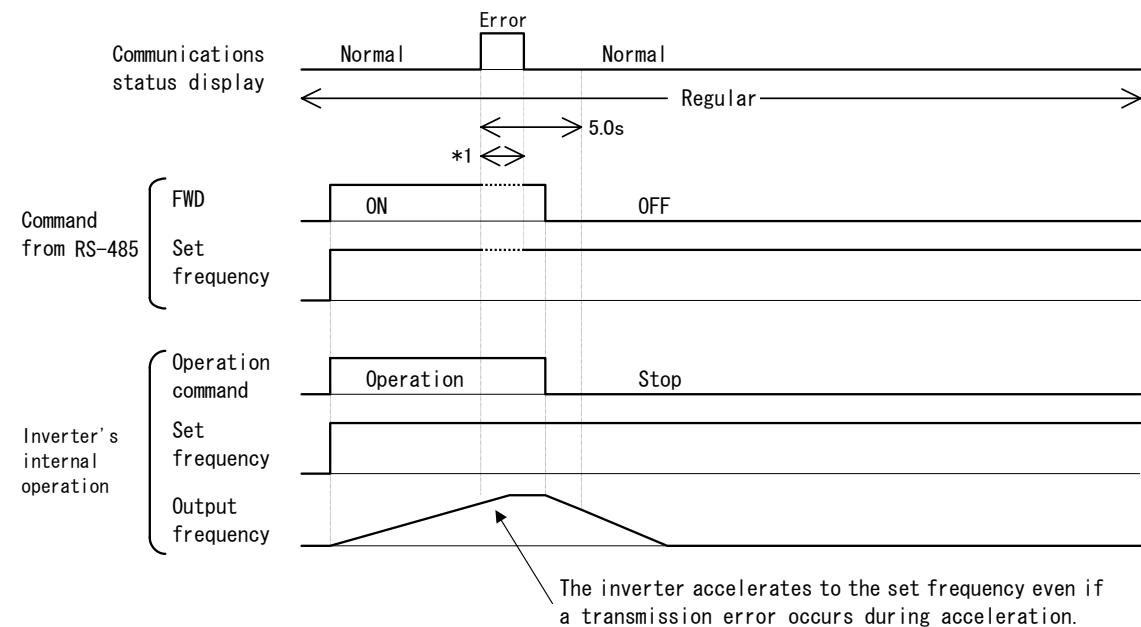 Error
Communications
status display
Normal
Normal
Regular
5.0s
*1
Command
from RS-485
FWD
ON
OFF
Set
frequency
Inverter's
internal
operation
Operation
command
Operation
Stop
Set
frequency
Output
frequency
The inverter accelerates to the set frequency even if
a transmission error occurs during acceleration.